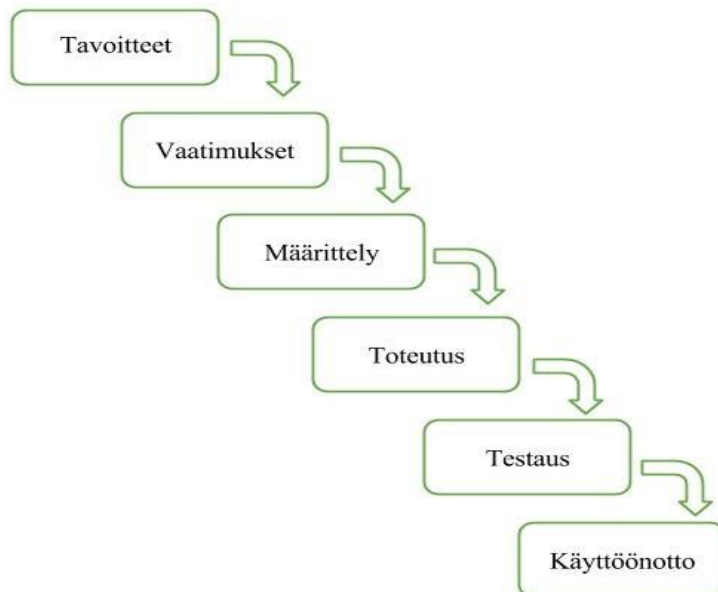 Tavoitteet
Vaatimukset
Määrittely
Toteutus
Testaus
Käyttöönotto